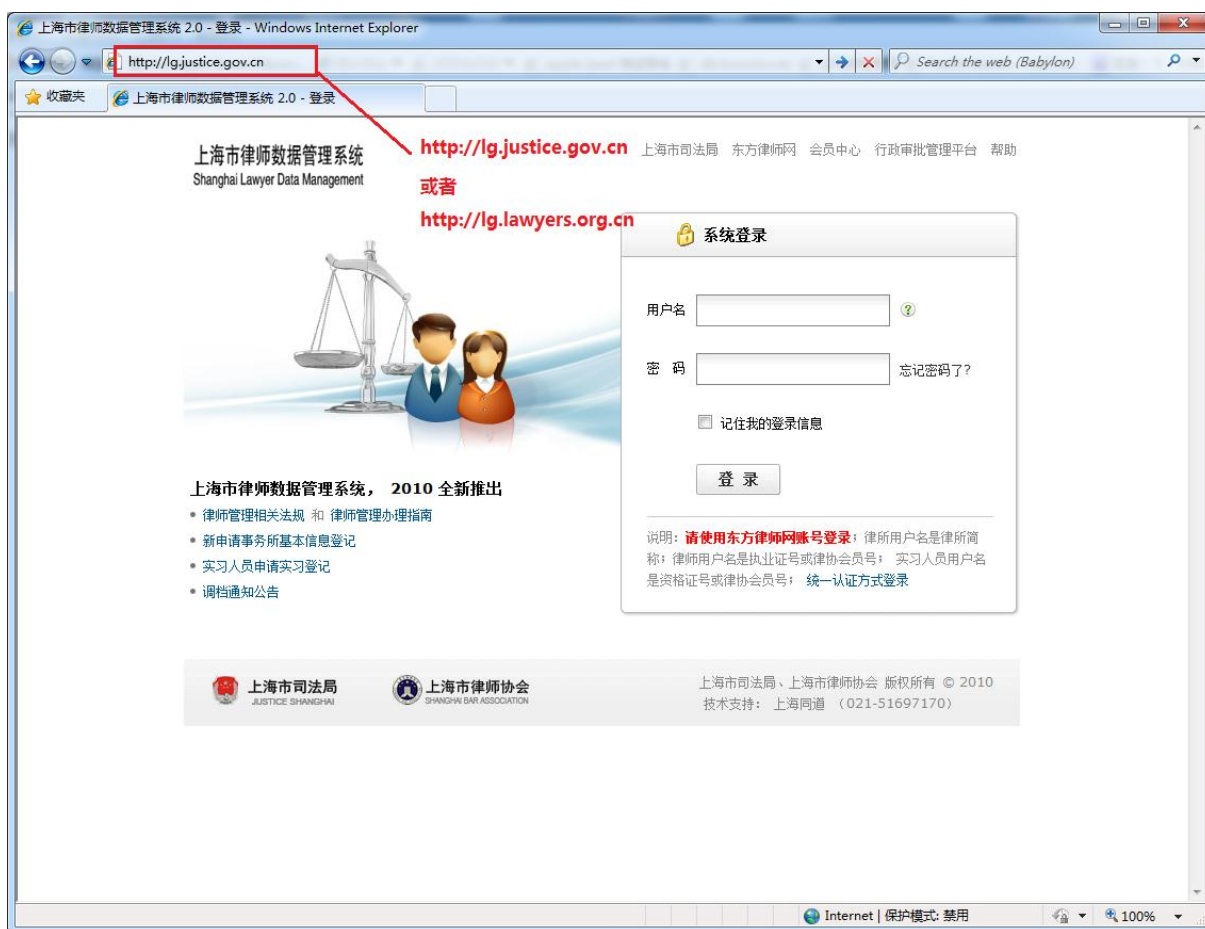 上海市律师数据管理系统 2.0 - 登录 - Windows Internet Explorer
http://lg.justice.gov.cn
Search the web (Babylon)
收藏夹
上海市律师数据管理系统 2.0 - 登录
上海市律师数据管理系统
Shanghai Lawyer Data Management
http://lg.justice.gov.cn
或者
http://lg.lawyers.org.cn
上海市司法局 东方律师网 会员中心 行政审批管理平台 帮助
系统登录
用户名
密 码
忘记密码了?
记住我的登录信息
登 录
说明: 请使用东方律师网账号登录; 律所用户名是律所简
称; 律师用户名是执业证号或律协会员号; 实习人员用户名
是资格证号或律协会员号; 统一认证方式登录
上海市律师数据管理系统, 2010 全新推出
律师管理相关法规 和 律师管理办理指南
新申请事务所基本信息登记
实习人员申请实习登记
调档通知公告
上海市司法局
JUSTICE SHANGHAI
上海市律师协会
SHANGHAI BAR ASSOCIATION
上海市司法局、上海市律师协会 版权所有 © 2010
技术支持: 上海同道 (021-51697170)
Internet | 保护模式: 禁用
100%